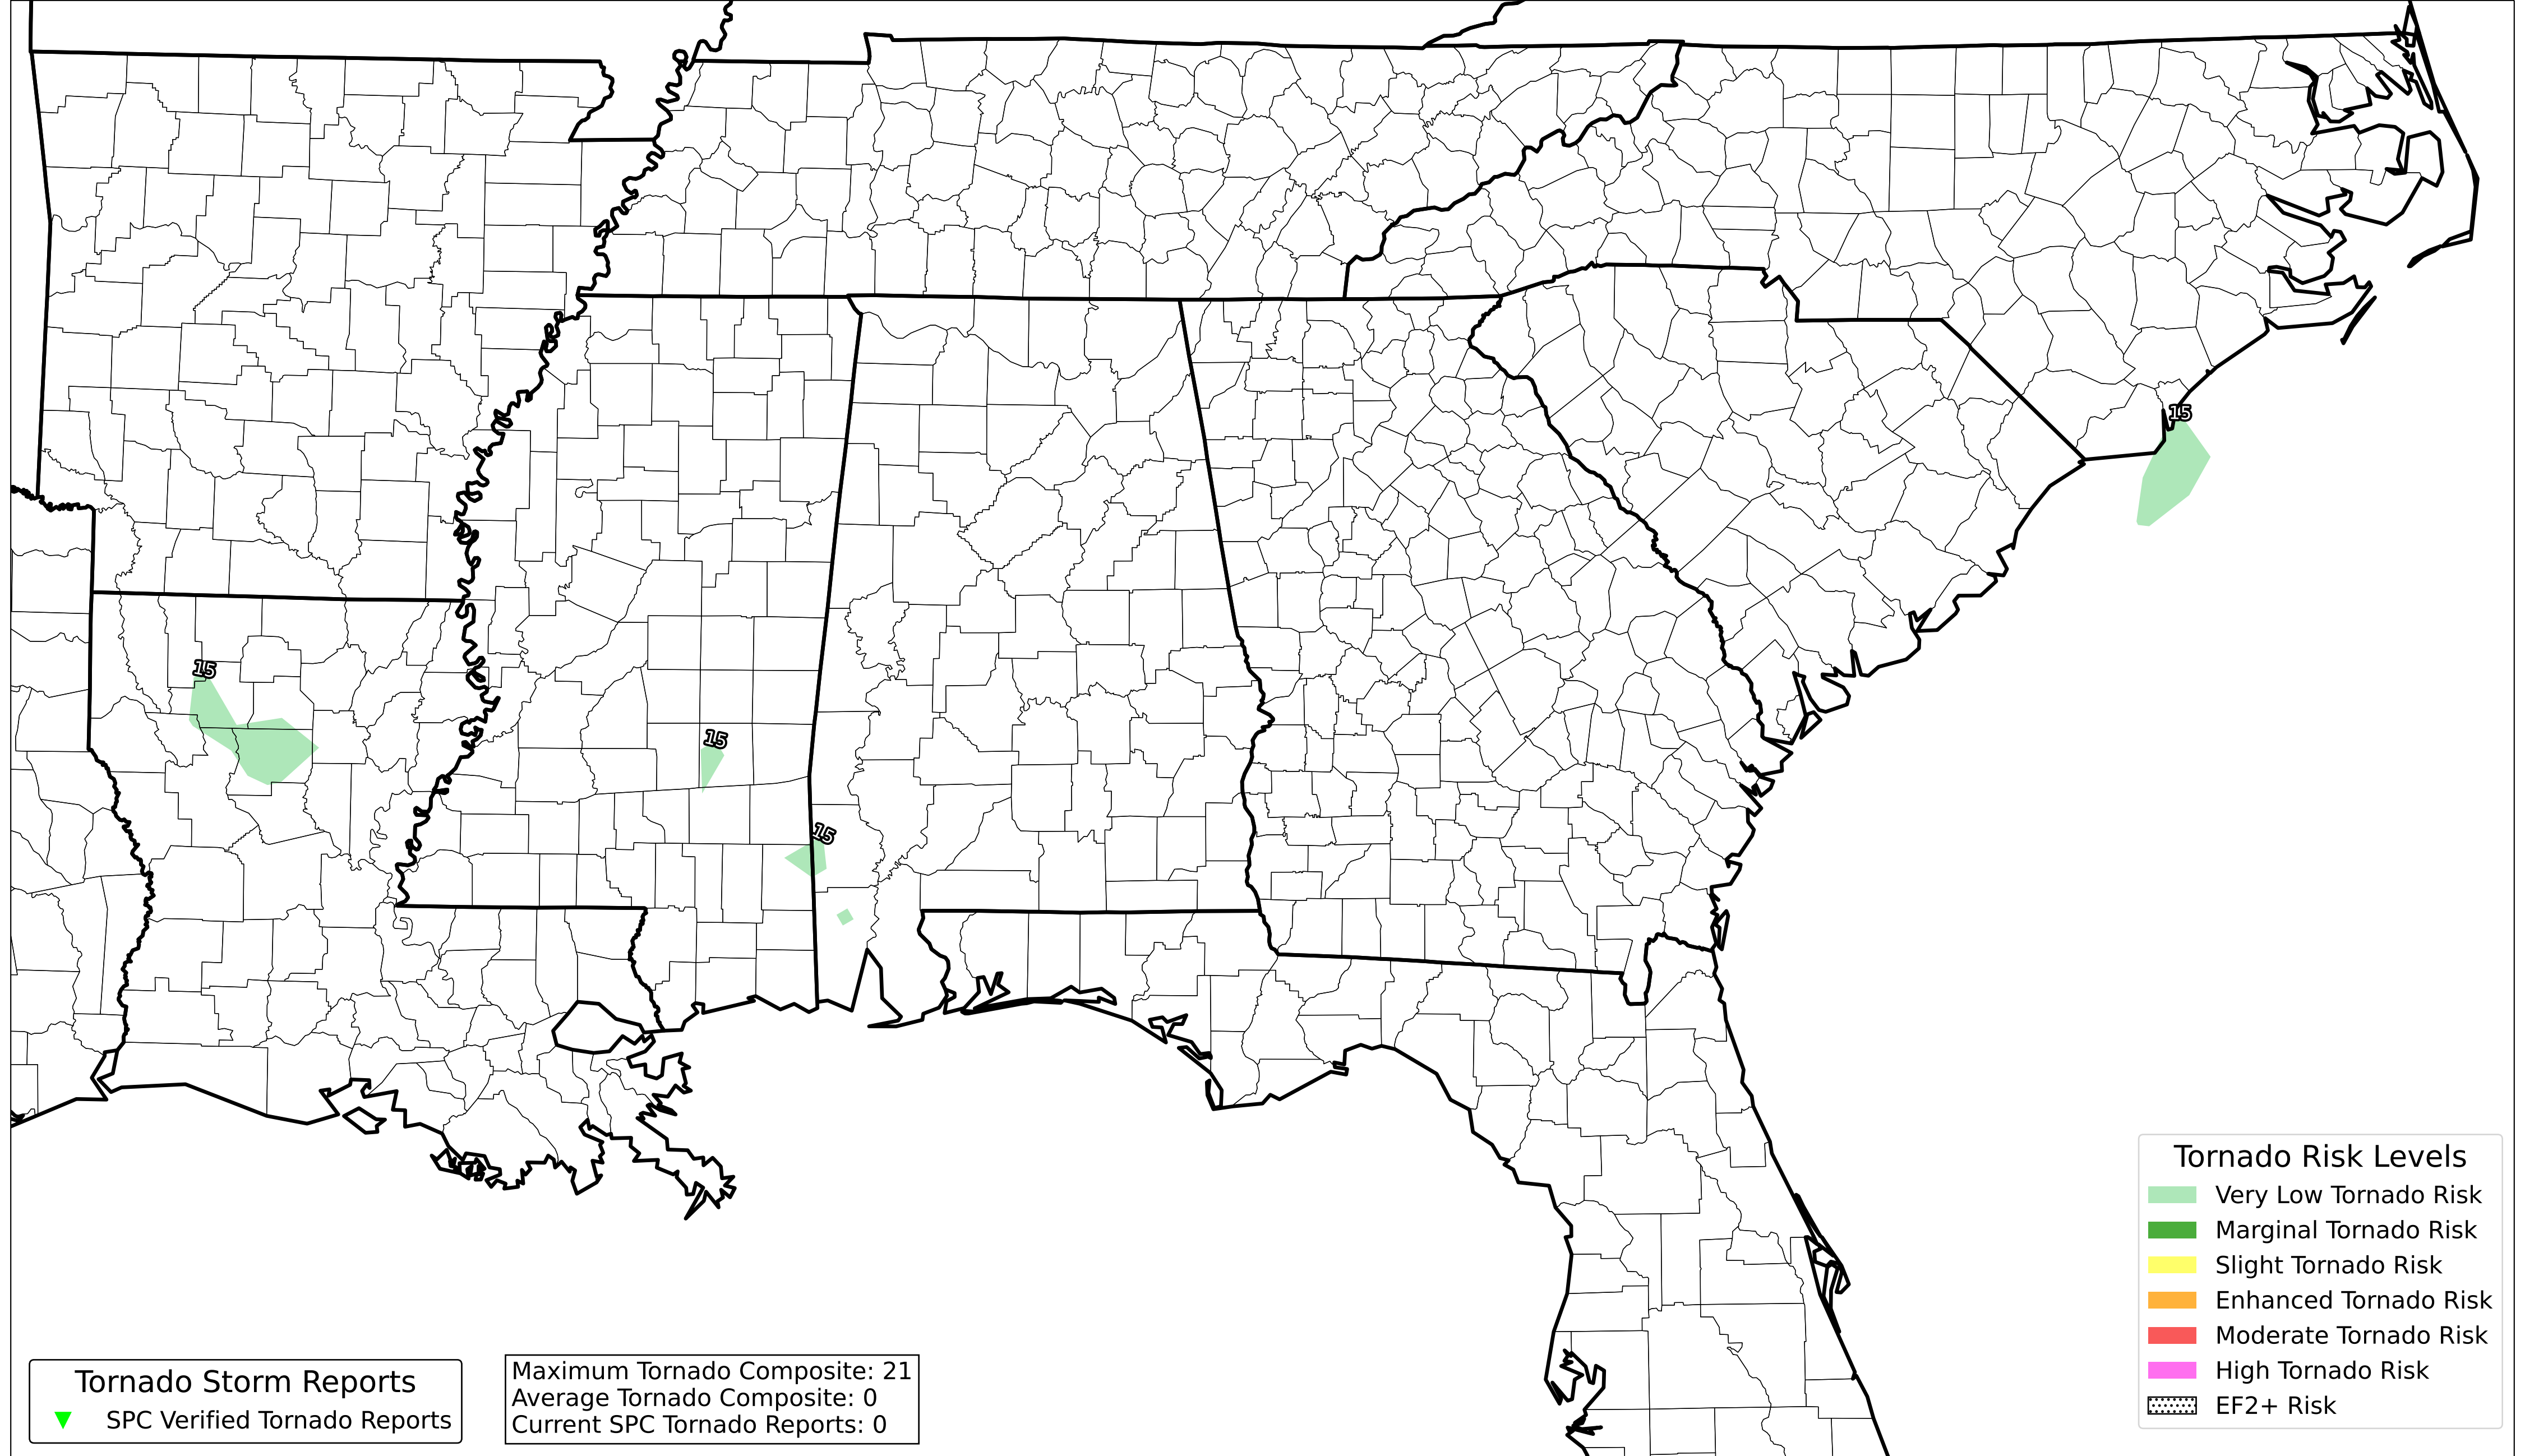 15
15
15
15
Tornado Risk Levels
Very Low Tornado Risk
Marginal Tornado Risk
Slight Tornado Risk
Enhanced Tornado Risk
Moderate Tornado Risk
High Tornado Risk
EF2+ Risk
Tornado Storm Reports
SPC Verified Tornado Reports
Maximum Tornado Composite: 21
Average Tornado Composite: 0
Current SPC Tornado Reports: 0